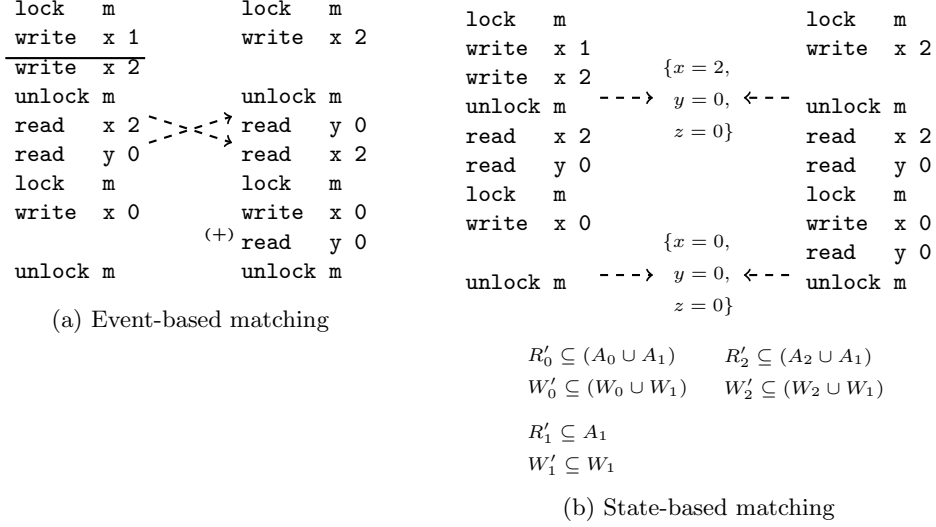 lock m
write x 1
write x 2
unlock m
read x 2
read y 0
lock m
write x 0
unlock m
lock m
write x 2
unlock m
read y 0
read x 2
lock m
write x 0
(+) read y 0
unlock m
(a) Event-based matching
lock m
write x 1
write x 2
unlock m
read x 2
read y 0
lock m
write x 0
unlock m
{x = 2,
y = 0,
z = 0}
{x = 0,
y = 0,
z = 0}
lock m
write x 2
unlock m
read x 2
read y 0
lock m
write x 0
read y 0
unlock m
R′₀ ⊆ (A₀ ∪ A₁) R′₂ ⊆ (A₂ ∪ A₁)
W′₀ ⊆ (W₀ ∪ W₁) W′₂ ⊆ (W₂ ∪ W₁)
R′₁ ⊆ A₁
W′₁ ⊆ W₁
(b) State-based matching